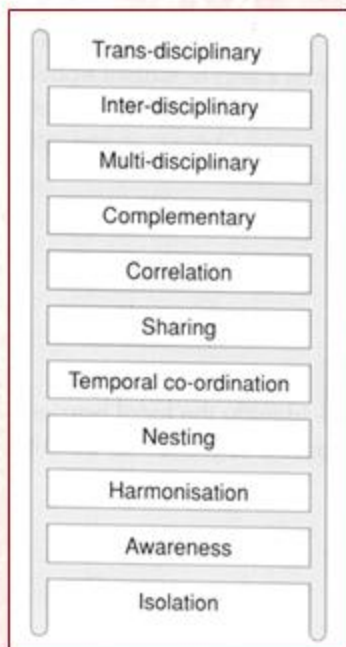 Trans-disciplinary
Inter-disciplinary
Multi-disciplinary
Complementary
Correlation
Sharing
Temporal co-ordination
Nesting
Harmonisation
Awareness
Isolation